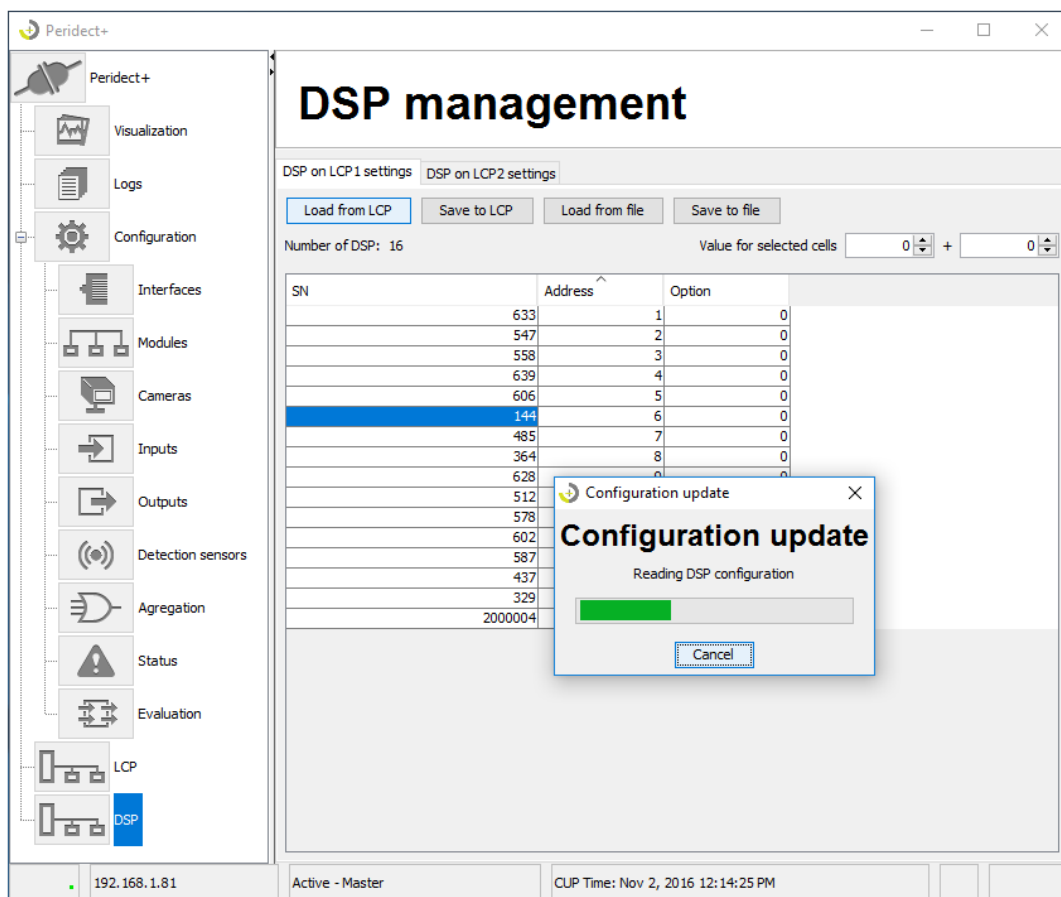 Peridect+
Peridect+
Visualization
Logs
Configuration
Interfaces
Modules
Cameras
Inputs
Outputs
Detection sensors
Agregation
Status
Evaluation
LCP
DSP
DSP management
DSP on LCP1 settings DSP on LCP2 settings
Load from LCP Save to LCP Load from file Save to file
Number of DSP: 16 Value for selected cells 0 + 0
SN Address Option
633 1 0
547 2 0
558 3 0
639 4 0
606 5 0
144 6 0
485 7 0
364 8 0
628
512
578
602
587
437
329
2000004
Configuration update
Configuration update
Reading DSP configuration
Cancel
192.168.1.81 Active - Master CUP Time: Nov 2, 2016 12:14:25 PM